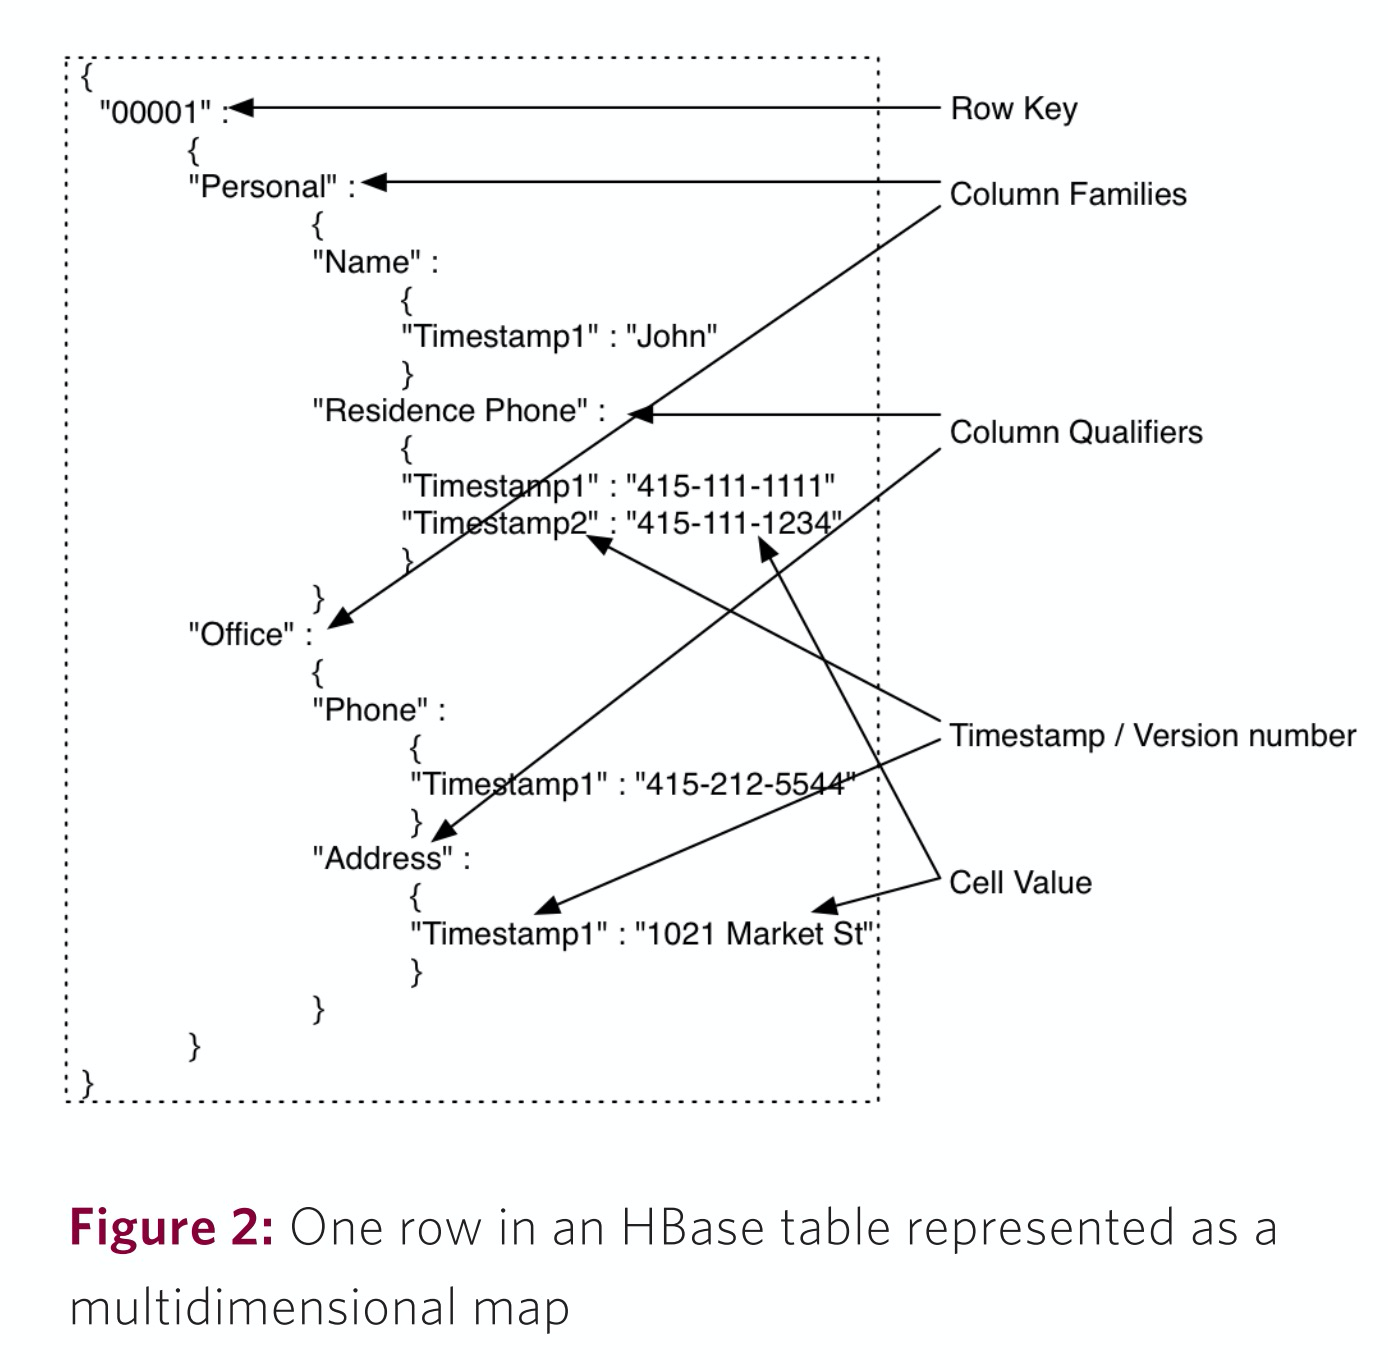 {
"00001" :
Row Key
{
"Personal" :
Column Families
{
"Name" :
{
"Timestamp1" : "John"
}
"Residence Phone" :
Column Qualifiers
{
"Timestamp1" : "415-111-1111"
"Timestamp2" : "415-111-1234"
}
}
"Office" :
{
"Phone" :
Timestamp / Version number
{
"Timestamp1" : "415-212-5544"
}
"Address" :
Cell Value
{
"Timestamp1" : "1021 Market St"
}
}
}
}
Figure 2: One row in an HBase table represented as a
multidimensional map